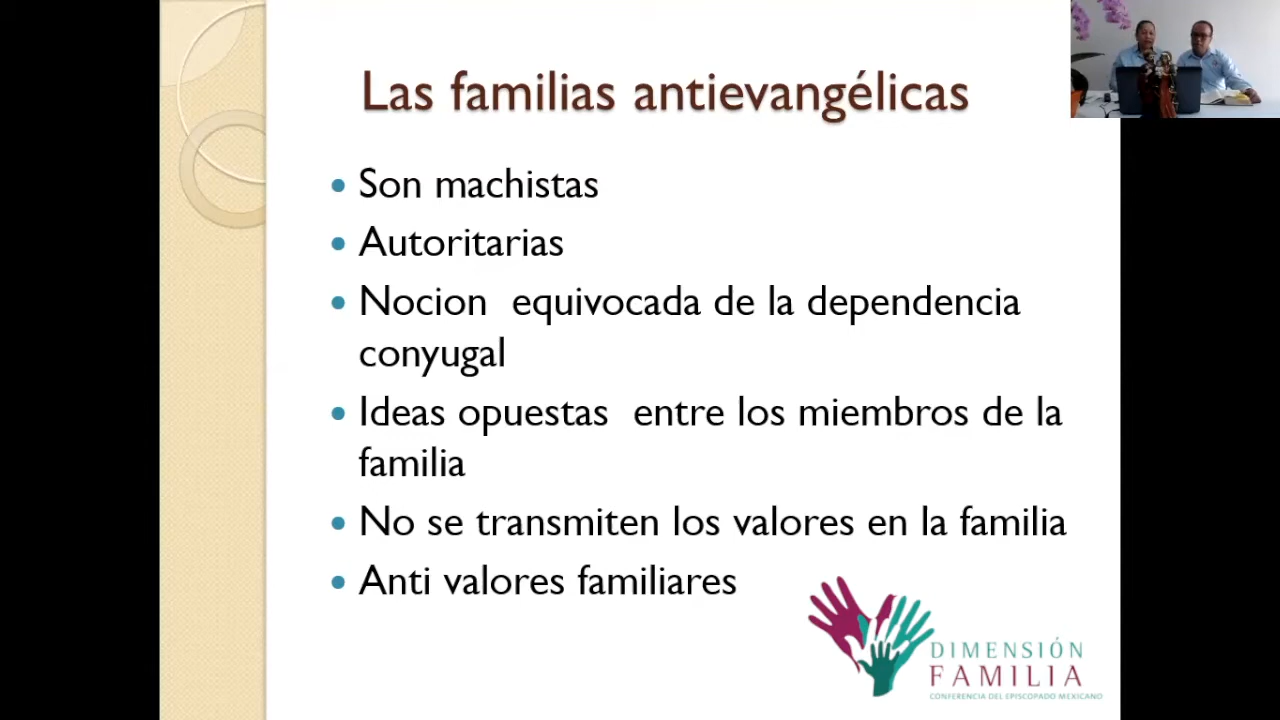 Las familias antievangélicas
• Son machistas
• Autoritarias
• Nocion equivocada de la dependencia
conyugal
• Ideas opuestas entre los miembros de la
familia
• No se transmiten los valores en la familia
• Anti valores familiares
DIMENSIÓN
FAMILIA
CONFERENCIA DEL EPISCOPADO MEXICANO